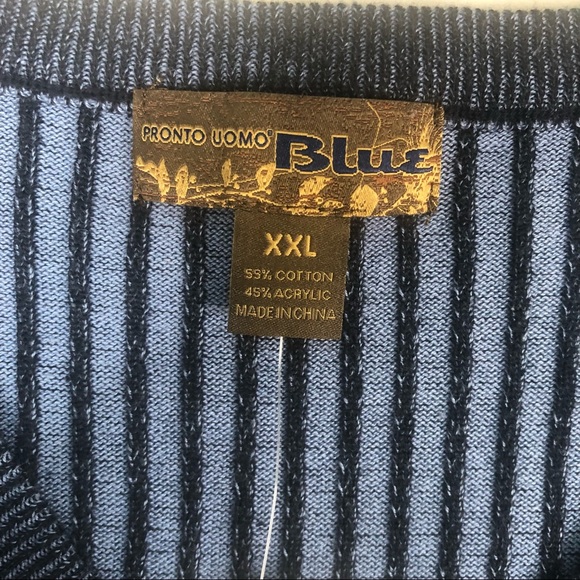 PRONTO UOMO® Blue
XXL
55% COTTON
45% ACRYLIC
MADE IN CHINA